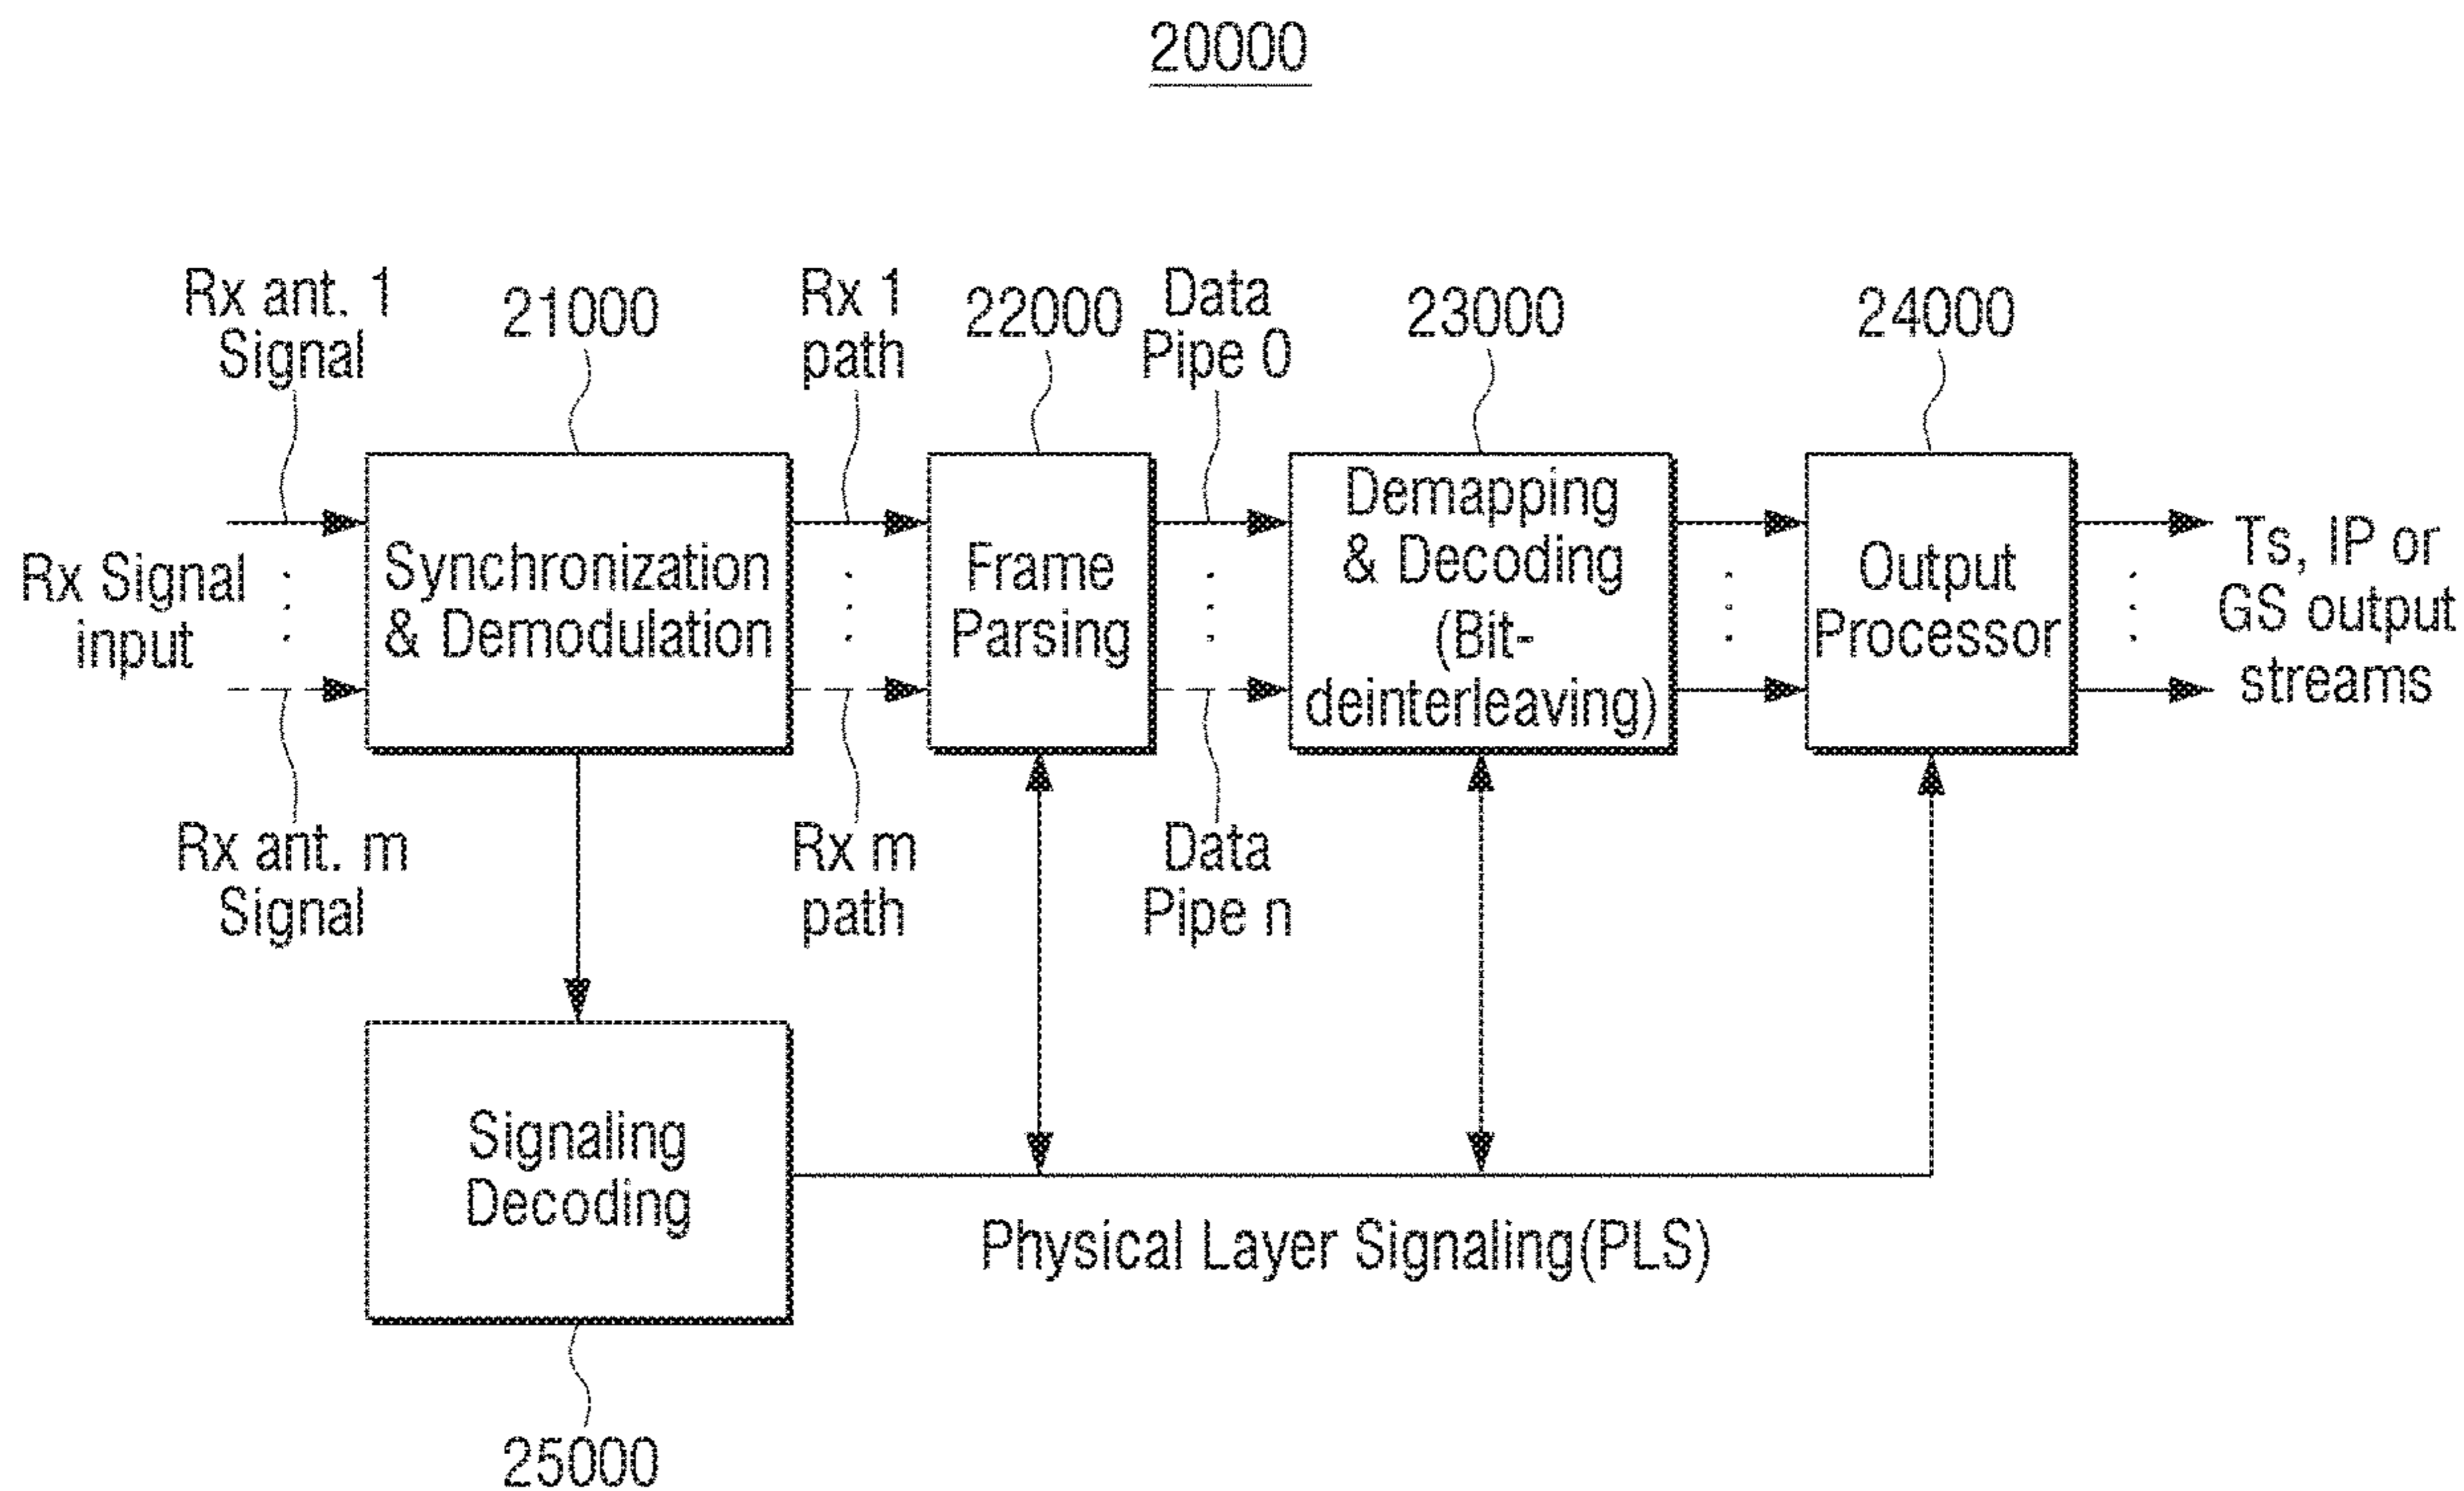 20000
Rx ant. 1
Signal
21000
Rx 1
path
22000
Data
Pipe 0
23000
24000
Rx Signal
input
Synchronization
& Demodulation
Frame
Parsing
Demapping
& Decoding
(Bit-
deinterleaving)
Output
Processor
Ts, IP or
GS output
streams
Rx ant. m
Signal
Rx m
path
Data
Pipe n
Signaling
Decoding
Physical Layer Signaling(PLS)
25000